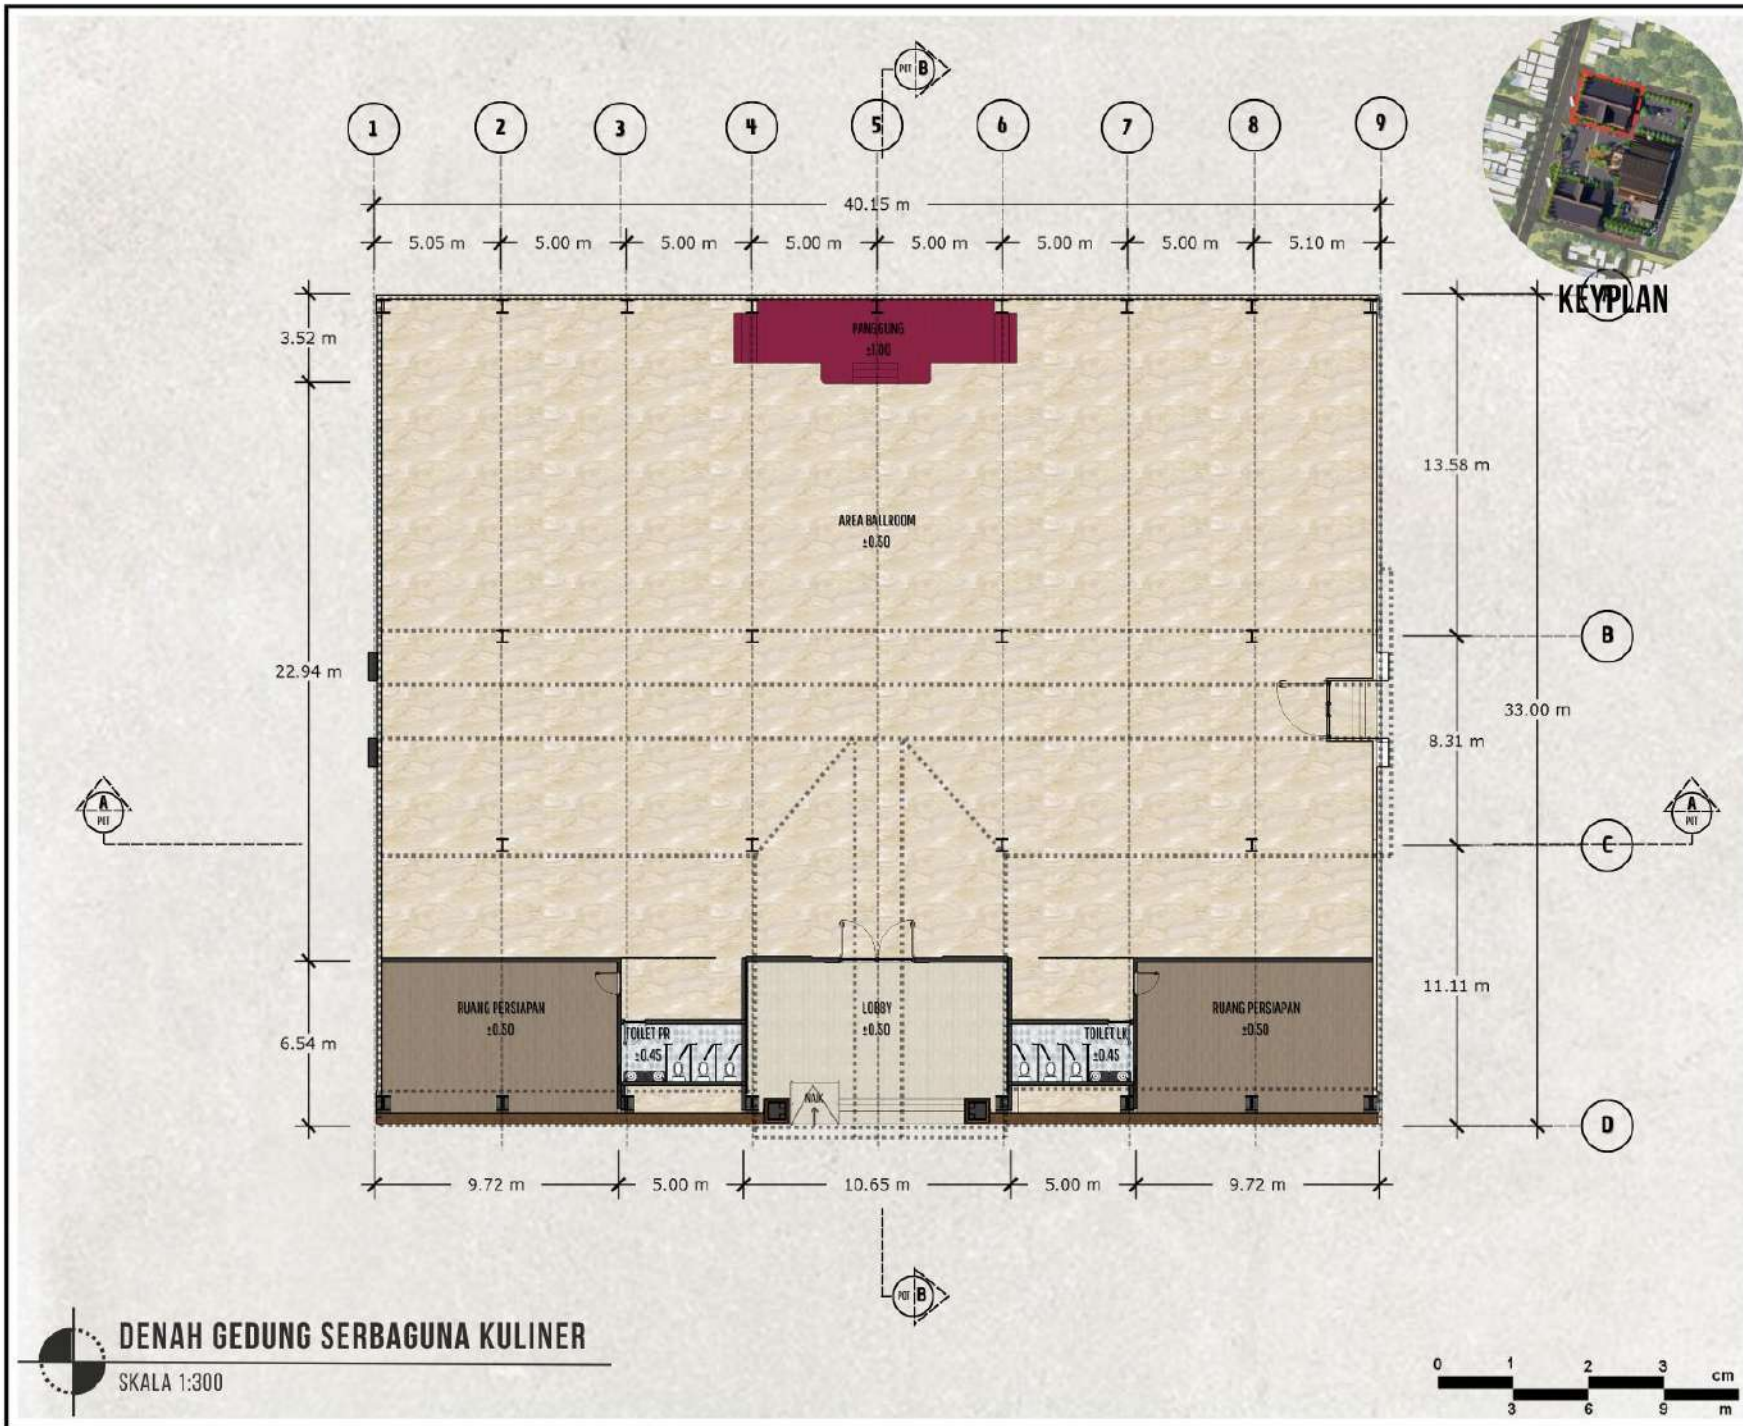 POT B
1 2 3 4 5 6 7 8 9
40.15 m
5.05 m 5.00 m 5.00 m 5.00 m 5.00 m 5.00 m 5.00 m 5.10 m
KEYPLAN
3.52 m
PANGGUNG
±1.00
13.58 m
AREA BALLROOM
±0.50
B
22.94 m
33.00 m
8.31 m
A
POT
A
POT
C
11.11 m
RUANG PERSIAPAN
±0.50
LOBBY
±0.50
RUANG PERSIAPAN
±0.50
TOILET PR
±0.45
TOILET LK
±0.45
6.54 m
NAIK
D
9.72 m 5.00 m 10.65 m 5.00 m 9.72 m
POT B
DENAH GEDUNG SERBAGUNA KULINER
SKALA 1:300
0 1 2 3 cm
3 6 9 m